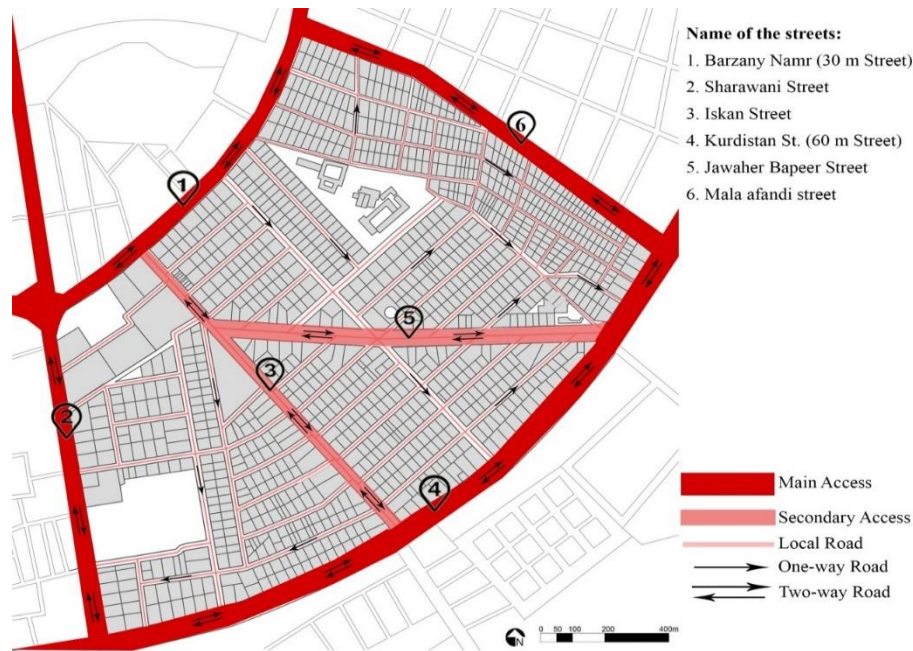 Name of the streets:
1. Barzany Namr (30 m Street)
2. Sharawani Street
3. Iskan Street
4. Kurdistan St. (60 m Street)
5. Jawaher Bapeer Street
6. Mala afandi street
6
1
5
3
2
4
Main Access
Secondary Access
Local Road
One-way Road
Two-way Road
N
0 50 100 200 400m